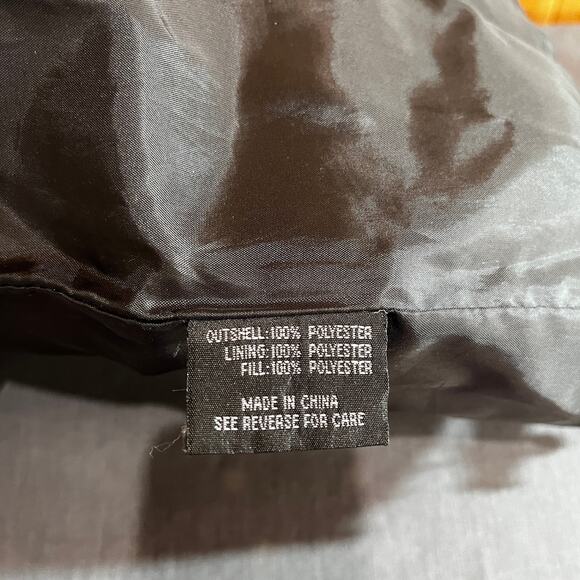 OUTSHELL:100% POLYESTER
LINING:100% POLYESTER
FILL:100% POLYESTER
MADE IN CHINA
SEE REVERSE FOR CARE